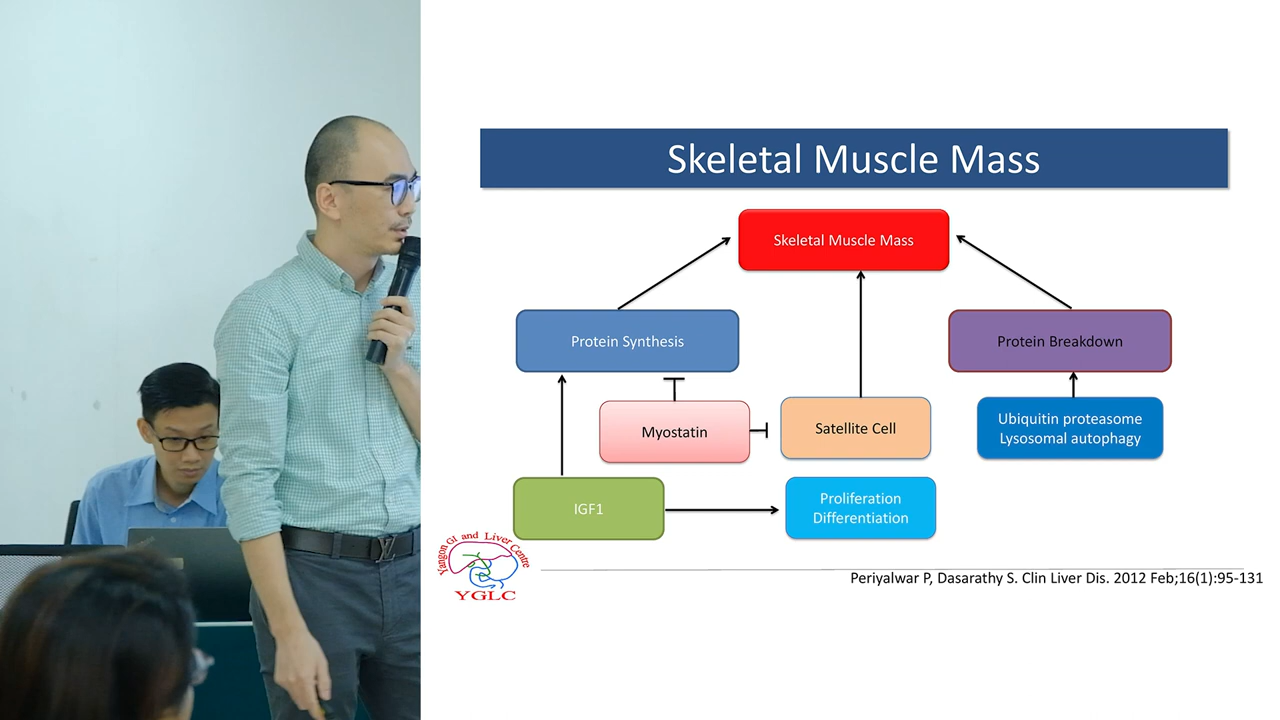 Skeletal Muscle Mass
Skeletal Muscle Mass
Protein Synthesis
Protein Breakdown
Myostatin
Satellite Cell
Ubiquitin proteasome
Lysosomal autophagy
IGF1
Proliferation
Differentiation
Yangon GI and Liver Centre
YGLC
Periyalwar P, Dasarathy S. Clin Liver Dis. 2012 Feb;16(1):95-131